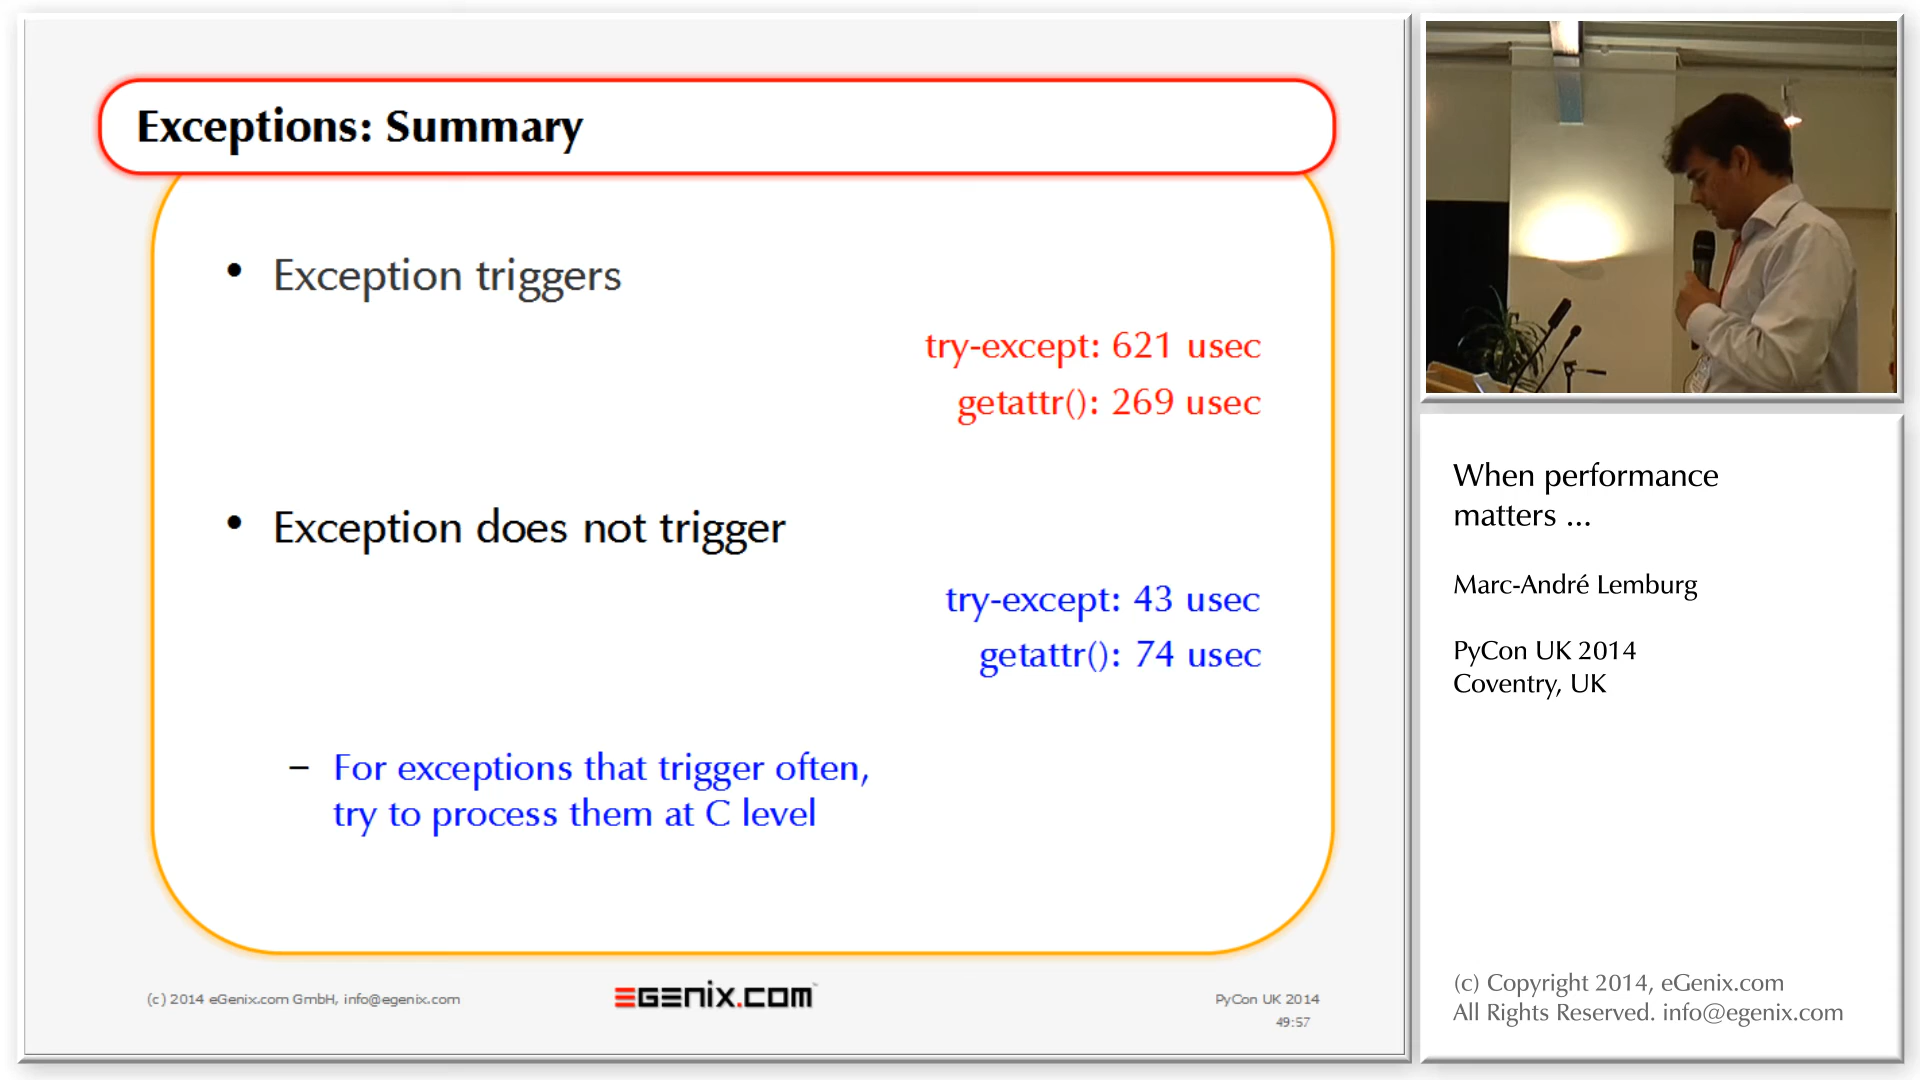 Exceptions: Summary
• Exception triggers
try-except: 621 usec
getattr(): 269 usec
• Exception does not trigger
try-except: 43 usec
getattr(): 74 usec
– For exceptions that trigger often,
try to process them at C level
(c) 2014 eGenix.com GmbH, info@egenix.com
EGENIX.COM
PyCon UK 2014
49:57
When performance
matters ...
Marc-André Lemburg
PyCon UK 2014
Coventry, UK
(c) Copyright 2014, eGenix.com
All Rights Reserved. info@egenix.com